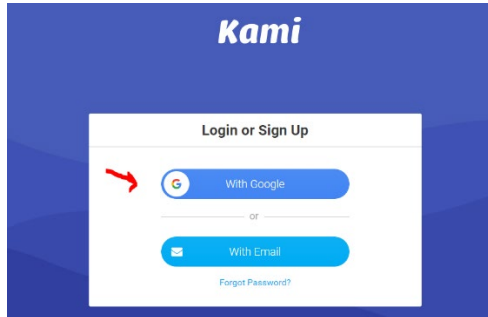 Kami
Login or Sign Up
With Google
or
With Email
Forgot Password?